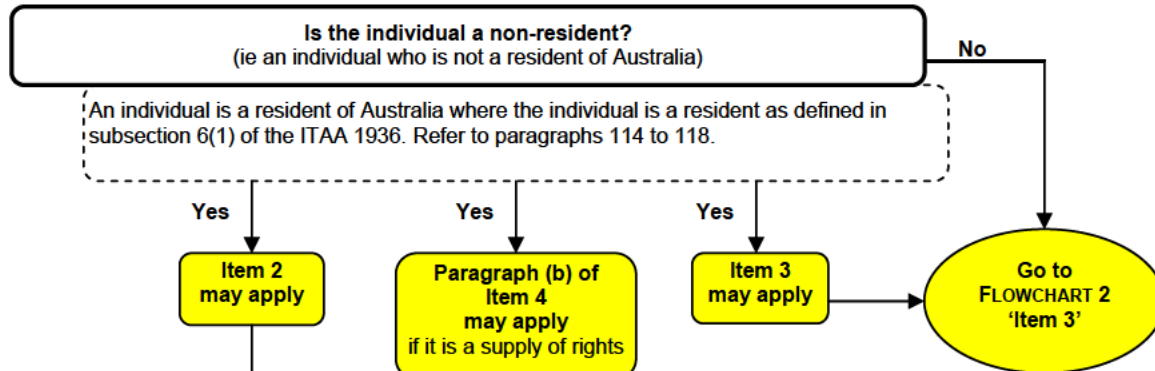 Is the individual a non-resident?
(ie an individual who is not a resident of Australia)
No
An individual is a resident of Australia where the individual is a resident as defined in
subsection 6(1) of the ITAA 1936. Refer to paragraphs 114 to 118.
Yes
Yes
Yes
Item 2
may apply
Paragraph (b) of
Item 4
may apply
if it is a supply of rights
Item 3
may apply
Go to
FLOWCHART 2
‘Item 3’